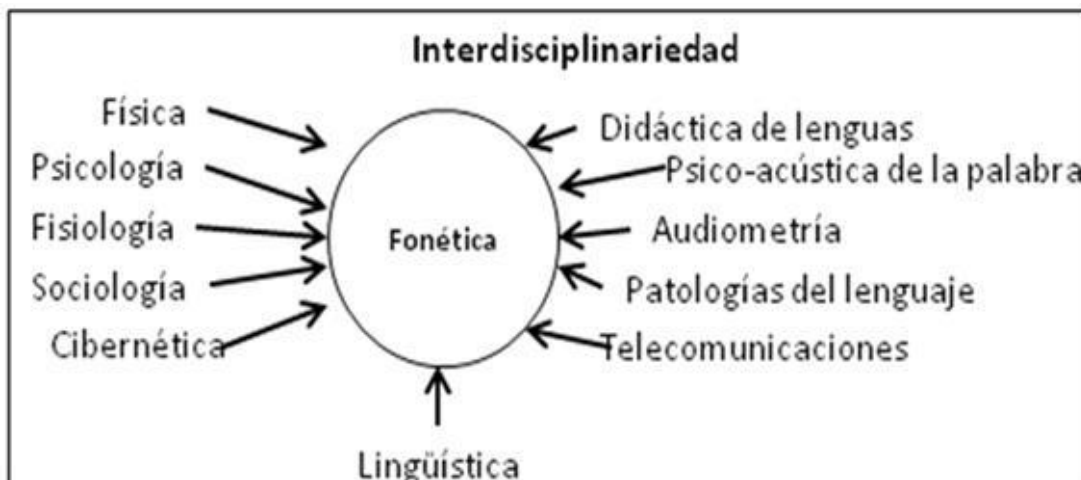 Interdisciplinariedad
Física
Psicología
Fisiología
Sociología
Cibernética
Fonética
Didáctica de lenguas
Psico-acústica de la palabra
Audiometría
Patologías del lenguaje
Telecomunicaciones
Lingüística